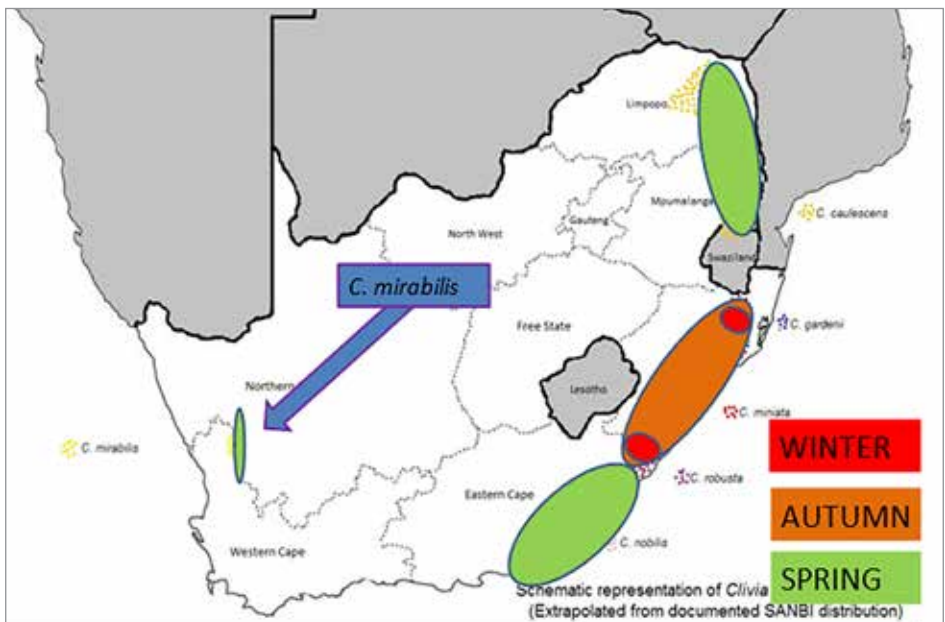 Limpopo
Mpumalanga
C. caulescens
Gauteng
North West
Swaziland
C. mirabilis
Free State
C. gardenii
Lesotho
Northern
C. miniata
C. mirabilis
WINTER
C. robusta
Eastern Cape
AUTUMN
Western Cape
C. nobilis
SPRING
Schematic representation of Clivia
(Extrapolated from documented SANBI distribution)